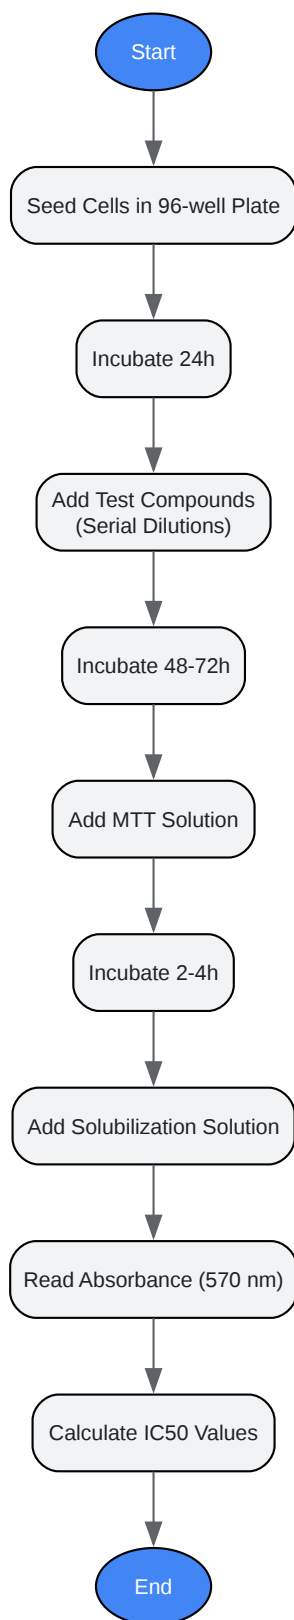 Start
Seed Cells in 96-well Plate
Incubate 24h
Add Test Compounds
(Serial Dilutions)
Incubate 48-72h
Add MTT Solution
Incubate 2-4h
Add Solubilization Solution
Read Absorbance (570 nm)
Calculate IC50 Values
End